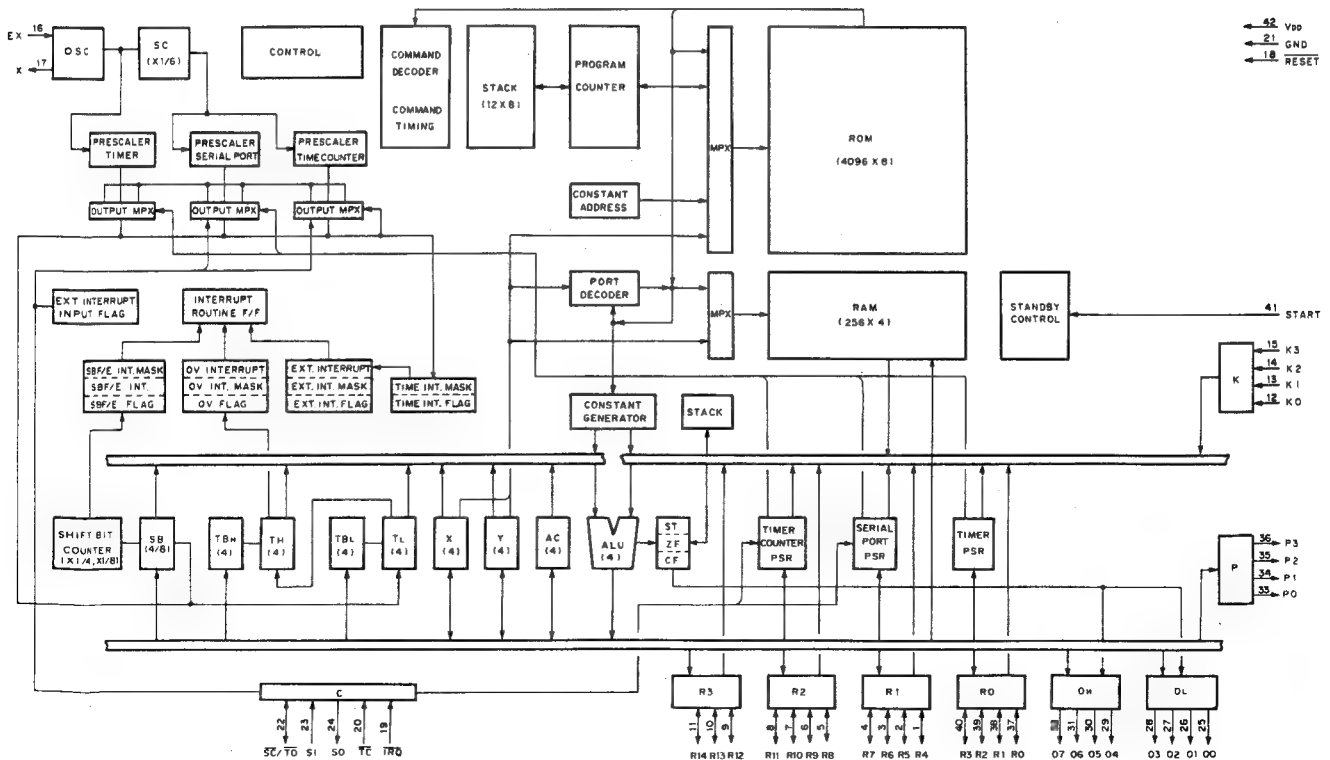 EX 16
OSC
X 17
SC
(X1/6)
CONTROL
COMMAND
DECODER
COMMAND
TIMING
STACK
(12X8)
PROGRAM
COUNTER
MPX
ROM
(4096 X 8)
42 VDD
21 GND
18 RESET
PRESCALER
TIMER
PRESCALER
SERIAL PORT
PRESCALER
TIME COUNTER
OUTPUT MPX
OUTPUT MPX
OUTPUT MPX
CONSTANT
ADDRESS
EXT INTERRUPT
INPUT FLAG
INTERRUPT
ROUTINE F/F
PORT
DECODER
MPX
RAM
(256 X 4)
STANDBY
CONTROL
41
START
SBF/E INT. MASK
SBF/E INT.
SBF/E FLAG
OV INTERRUPT
OV INT. MASK
OV FLAG
EXT. INTERRUPT
EXT. INT. MASK
EXT INT. FLAG
TIME INT. MASK
TIME INT. FLAG
K
15 K3
14 K2
13 K1
12 K0
CONSTANT
GENERATOR
STACK
SHIFT BIT
COUNTER
(X1/4, X1/8)
SB
(4/8)
TBH
(4)
TH
(4)
TBL
(4)
TL
(4)
X
(4)
Y
(4)
AC
(4)
ALU
(4)
ST
ZF
CF
TIMER
COUNTER
PSR
SERIAL
PORT
PSR
TIMER
PSR
P
36 P3
35 P2
34 P1
33 P0
C
22 23 24 20 19
SC/TO SI SO TC IRQ
R3
11 10 9
R14 R13 R12
R2
8 7 6 5
R11 R10 R9 R8
R1
4 3 2 1
R7 R6 R5 R4
R0
40 39 38 37
R3 R2 R1 R0
OH
31 30 29
O7 O6 O5 O4
OL
28 27 26 25
O3 O2 O1 O0